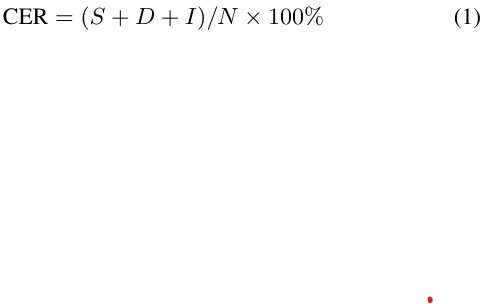 CER = (S + D + I)/N × 100% (1)